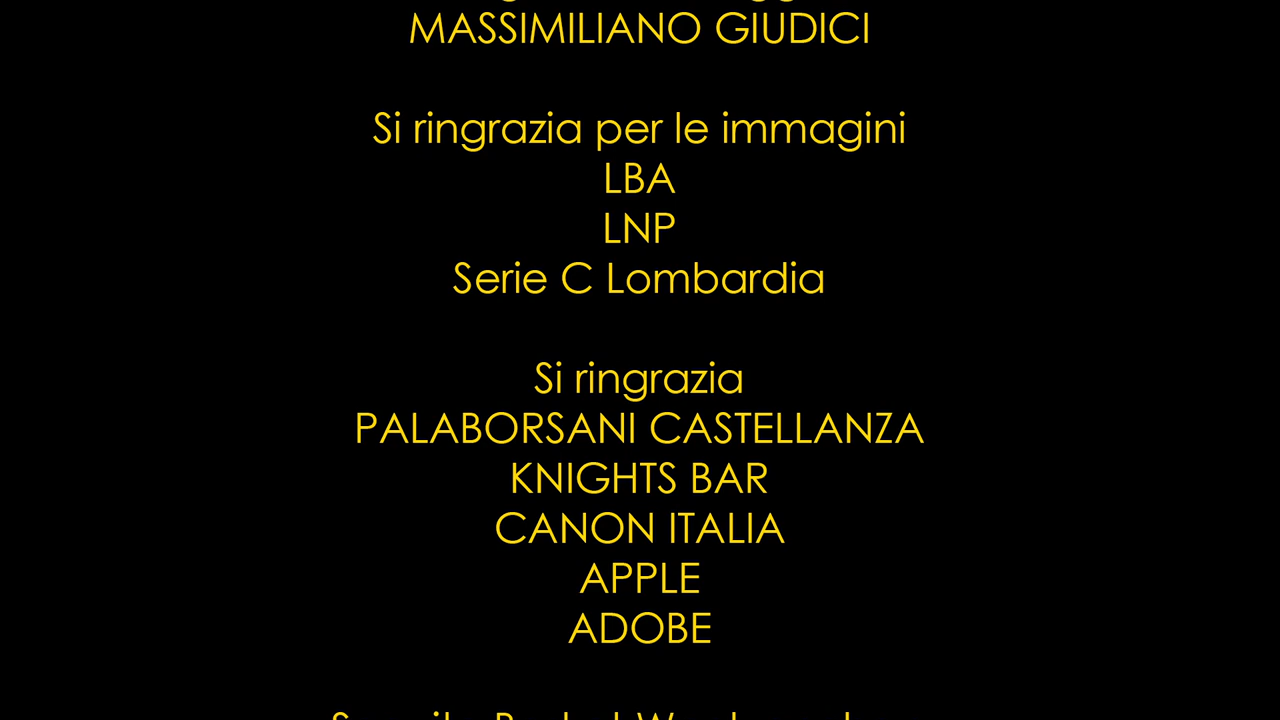 MASSIMILIANO GIUDICI
Si ringrazia per le immagini
LBA
LNP
Serie C Lombardia
Si ringrazia
PALABORSANI CASTELLANZA
KNIGHTS BAR
CANON ITALIA
APPLE
ADOBE